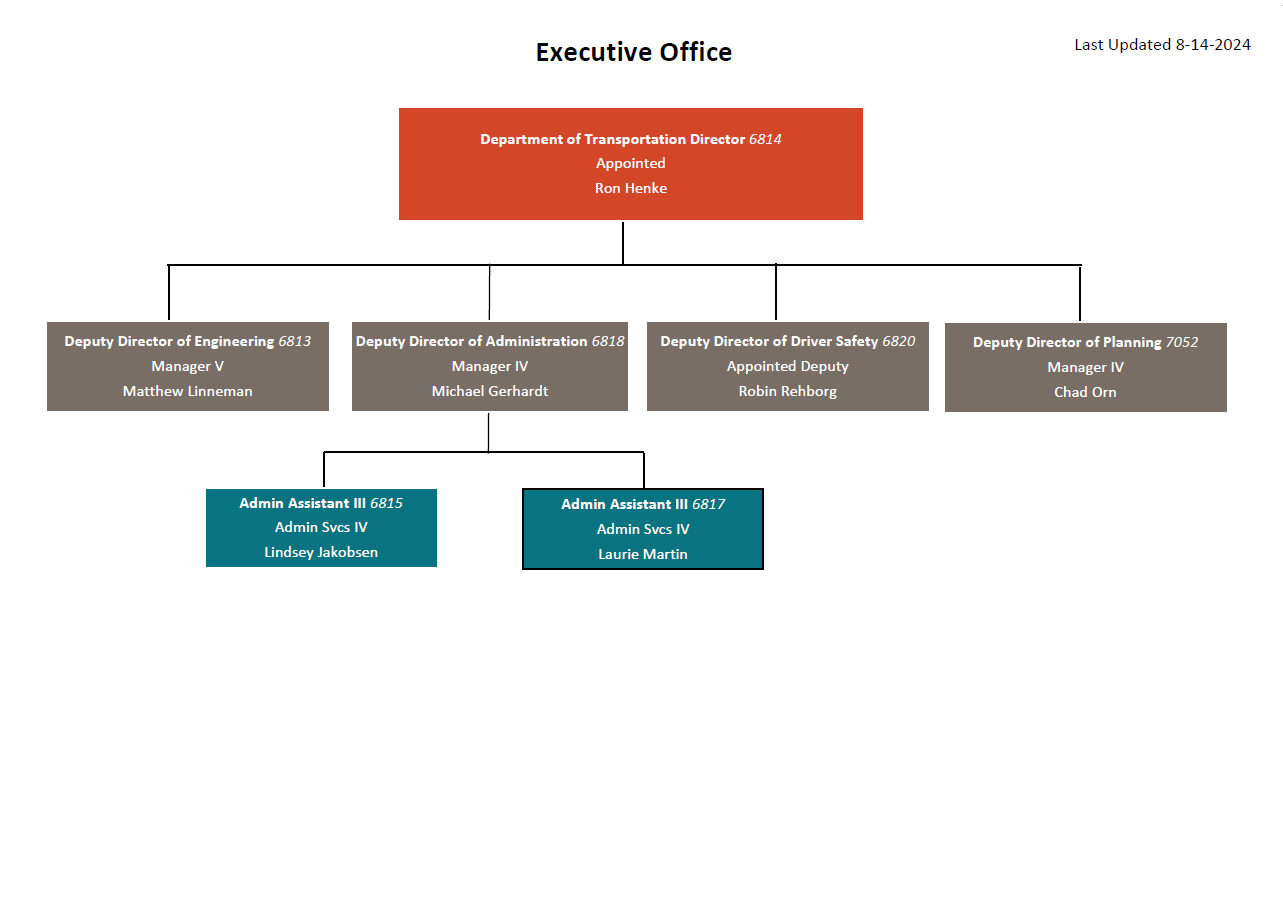 Executive Office
Last Updated 8-14-2024
Department of Transportation Director 6814
Appointed
Ron Henke
Deputy Director of Engineering 6813
Manager V
Matthew Linneman
Deputy Director of Administration 6818
Manager IV
Michael Gerhardt
Deputy Director of Driver Safety 6820
Appointed Deputy
Robin Rehborg
Deputy Director of Planning 7052
Manager IV
Chad Orn
Admin Assistant III 6815
Admin Svcs IV
Lindsey Jakobsen
Admin Assistant III 6817
Admin Svcs IV
Laurie Martin